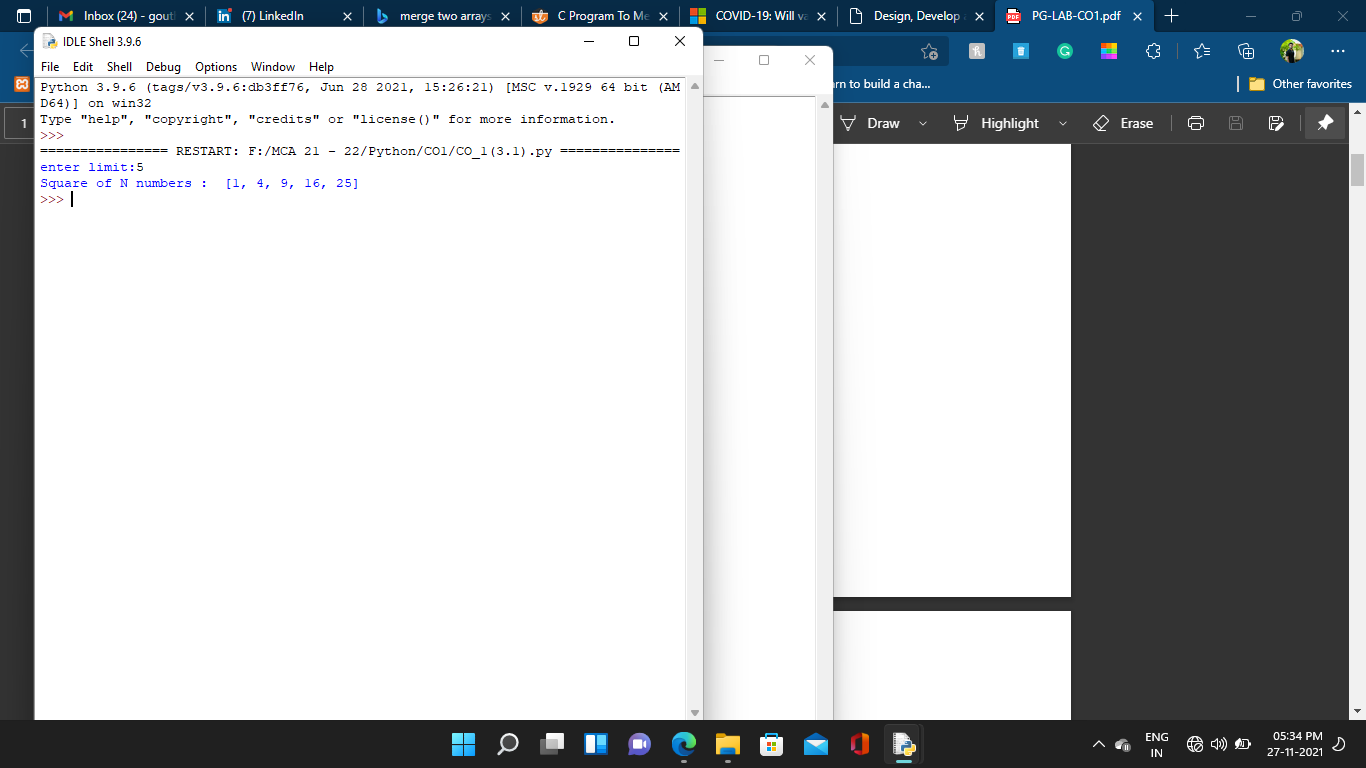 Inbox (24) - gouti
(7) LinkedIn
merge two arrays
C Program To Me
COVID-19: Will va
Design, Develop a
PG-LAB-CO1.pdf
IDLE Shell 3.9.6
File Edit Shell Debug Options Window Help
rn to build a cha...
Other favorites
1
Draw
Highlight
Erase
Python 3.9.6 (tags/v3.9.6:db3ff76, Jun 28 2021, 15:26:21) [MSC v.1929 64 bit (AM
D64)] on win32
Type "help", "copyright", "credits" or "license()" for more information.
>>>
================ RESTART: F:/MCA 21 - 22/Python/CO1/CO_1(3.1).py ===============
enter limit:5
Square of N numbers :  [1, 4, 9, 16, 25]
>>>
ENG
IN
05:34 PM
27-11-2021